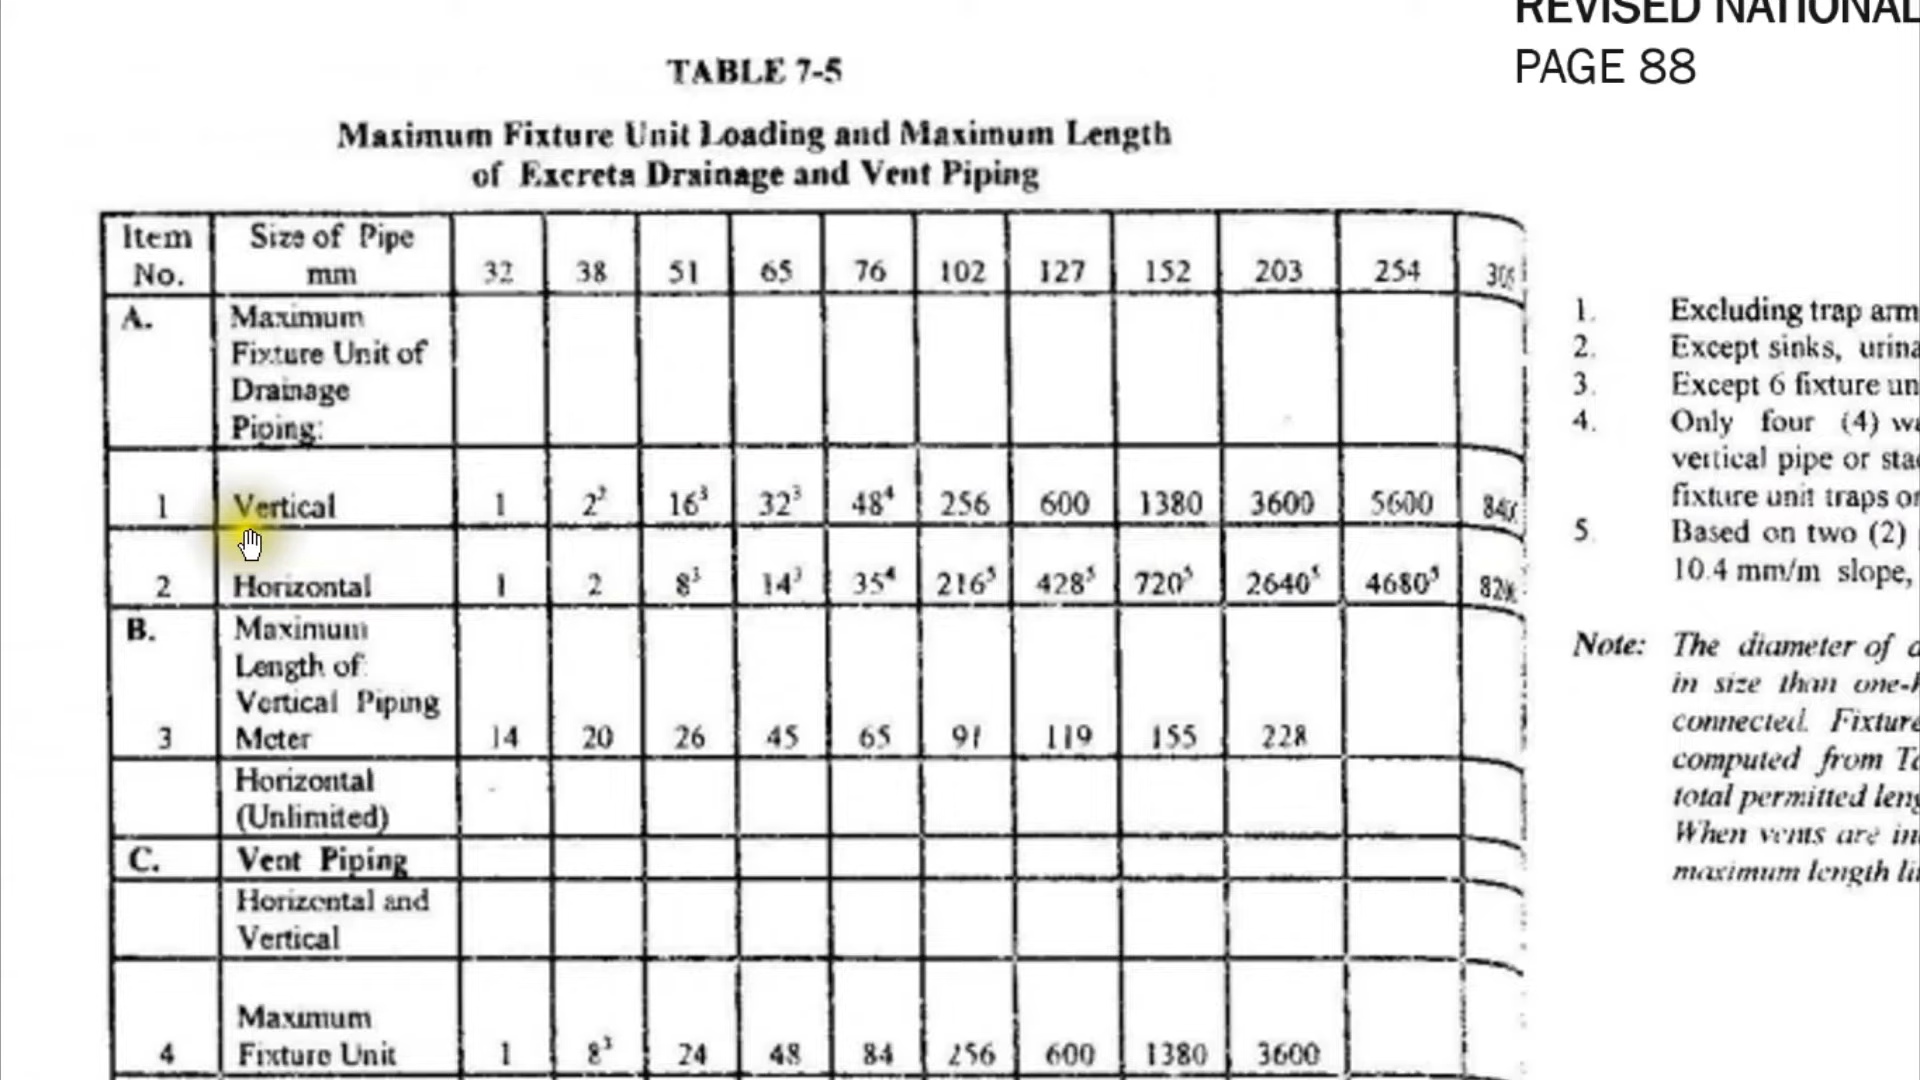 REVISED NATIONAL
PAGE 88
TABLE 7-5
Maximum Fixture Unit Loading and Maximum Length
of Excreta Drainage and Vent Piping
Item No. Size of Pipe mm 32 38 51 65 76 102 127 152 203 254
A. Maximum
Fixture Unit of
Drainage
Piping:
1 Vertical 1 2² 16³ 32³ 48⁴ 256 600 1380 3600 5600
2 Horizontal 1 2 8³ 14³ 35⁴ 216⁵ 428⁵ 720⁵ 2640⁵ 4680⁵
B. Maximum
Length of
Vertical Piping
3 Meter 14 20 26 45 65 91 119 155 228
Horizontal
(Unlimited)
C. Vent Piping
Horizontal and
Vertical
Maximum
4 Fixture Unit 1 8³ 24 48 84 256 600 1380 3600
1. Excluding trap arm
2. Except sinks,
3. Except 6 fixture
4. Only four (4)
vertical pipe or
fixture unit traps
5 Based on two (2)
10.4 mm/m slope,
Note: The diameter of
in size than
connected. Fixture
computed from
total permitted
When vents are
maximum length